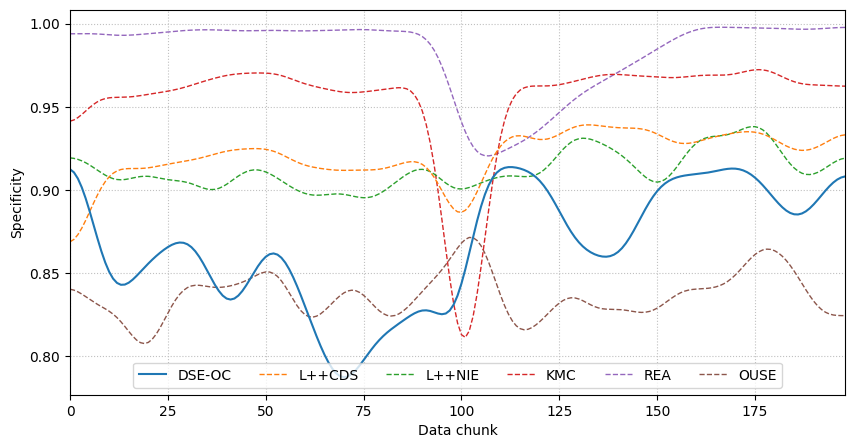 1.00
0.95
0.90
0.85
0.80
Specificity
0 25 50 75 100 125 150 175
Data chunk
DSE-OC L++CDS L++NIE KMC REA OUSE